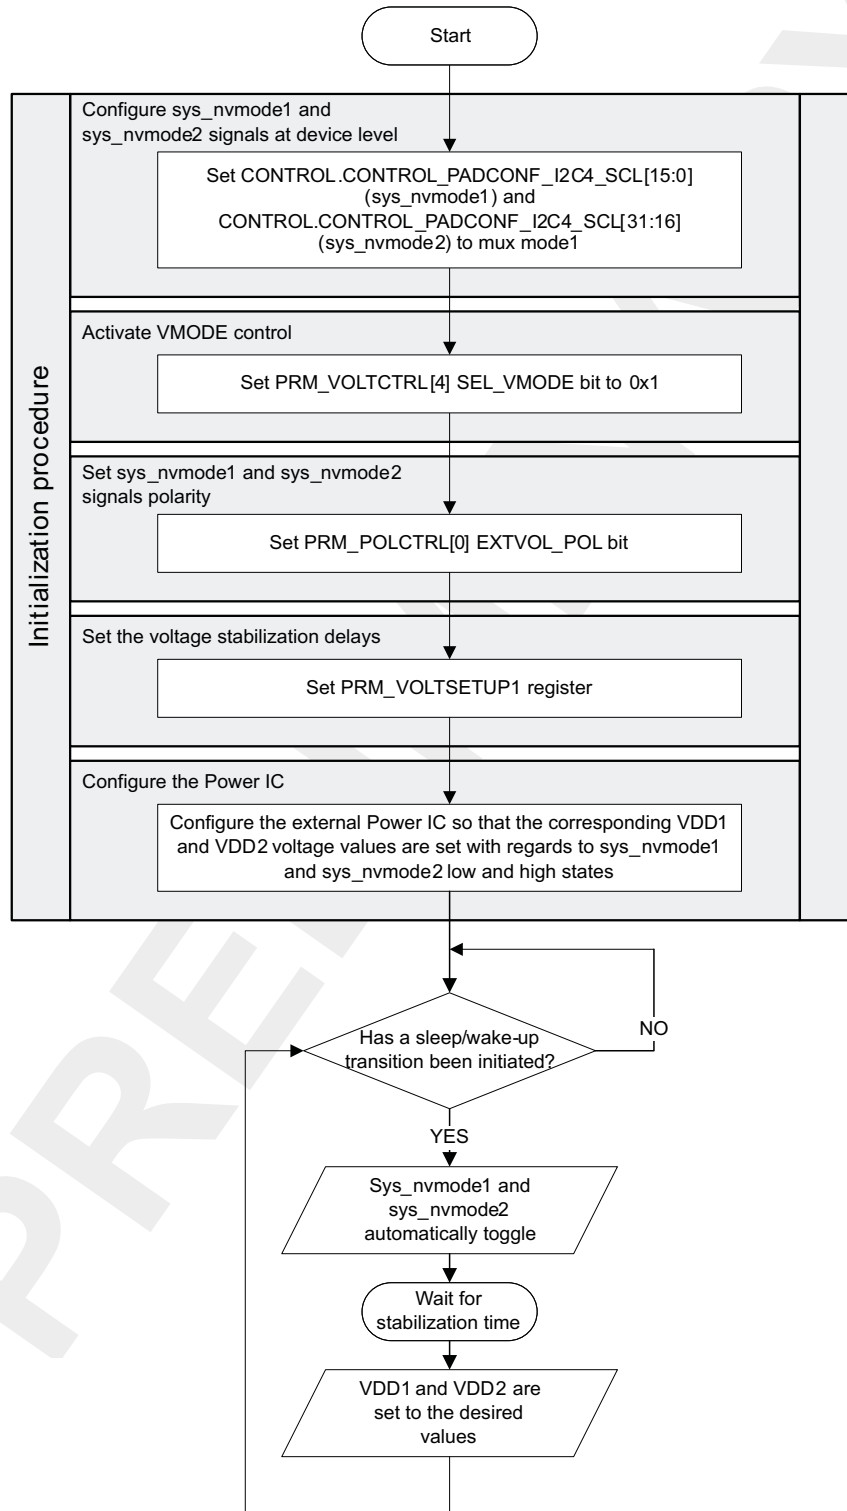 Start
Initialization procedure
Configure sys_nvmode1 and
sys_nvmode2 signals at device level
Set CONTROL.CONTROL_PADCONF_I2C4_SCL[15:0]
(sys_nvmode1) and
CONTROL.CONTROL_PADCONF_I2C4_SCL[31:16]
(sys_nvmode2) to mux mode1
Activate VMODE control
Set PRM_VOLTCTRL[4] SEL_VMODE bit to 0x1
Set sys_nvmode1 and sys_nvmode2
signals polarity
Set PRM_POLCTRL[0] EXTVOL_POL bit
Set the voltage stabilization delays
Set PRM_VOLTSETUP1 register
Configure the Power IC
Configure the external Power IC so that the corresponding VDD1
and VDD2 voltage values are set with regards to sys_nvmode1
and sys_nvmode2 low and high states
Has a sleep/wake-up
transition been initiated?
NO
YES
Sys_nvmode1 and
sys_nvmode2
automatically toggle
Wait for
stabilization time
VDD1 and VDD2 are
set to the desired
values